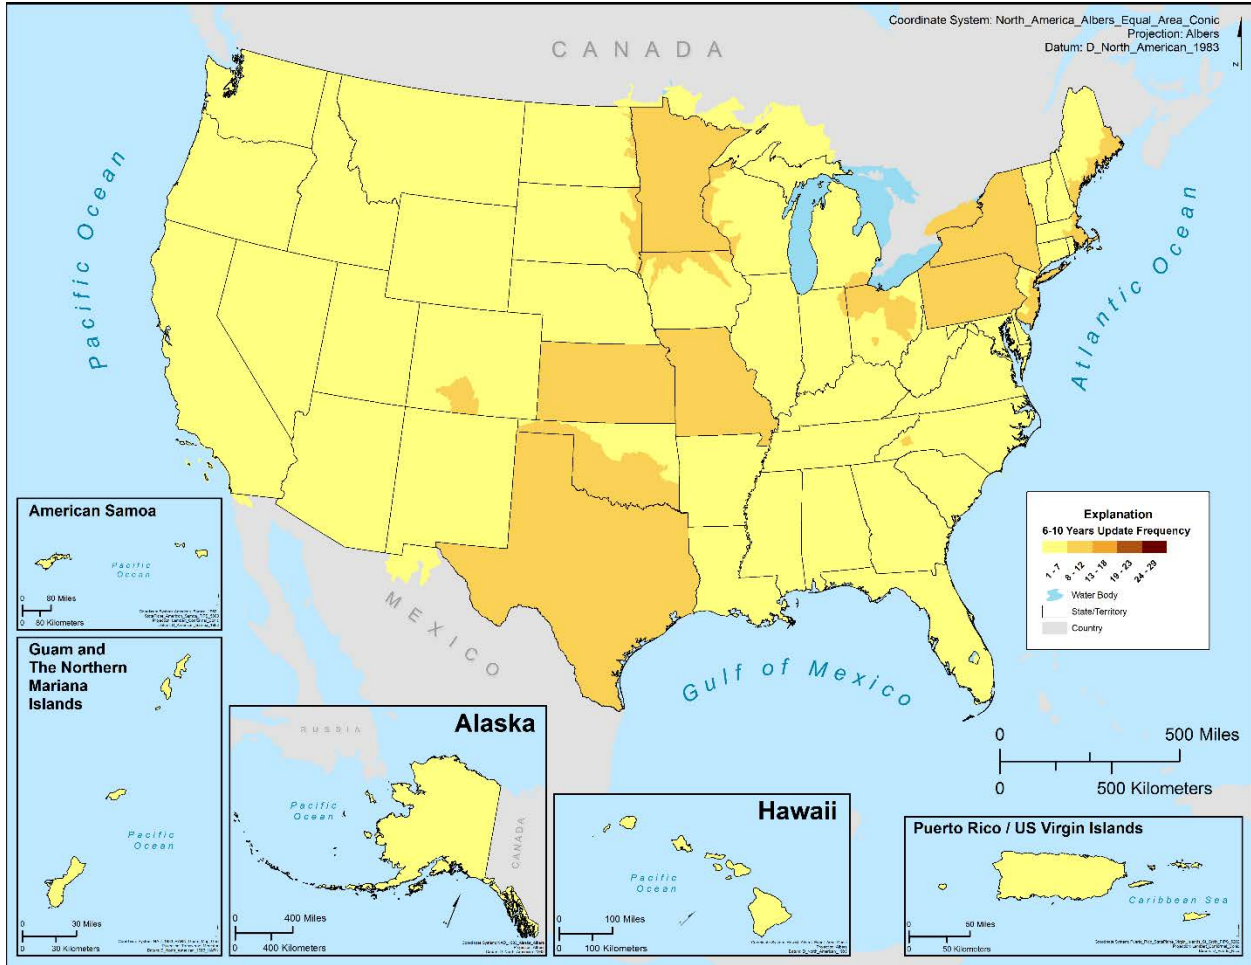 Coordinate System: North_America_Albers_Equal_Area_Conic
Projection: Albers
Datum: D_North_American_1983
N
CANADA
Pacific Ocean
Atlantic Ocean
MEXICO
Gulf of Mexico
Explanation
6-10 Years Update Frequency
1 - 7
8 - 12
13 - 18
19 - 23
24 - 29
Water Body
State/Territory
Country
0 500 Miles
0 500 Kilometers
American Samoa
Pacific
Ocean
0 80 Miles
0 80 Kilometers
Guam and
The Northern
Mariana
Islands
Pacific
Ocean
0 30 Miles
0 30 Kilometers
Alaska
RUSSIA
Pacific
Ocean
CANADA
0 400 Miles
0 400 Kilometers
Hawaii
Pacific
Ocean
0 100 Miles
0 100 Kilometers
Puerto Rico / US Virgin Islands
Caribbean Sea
0 50 Miles
0 50 Kilometers